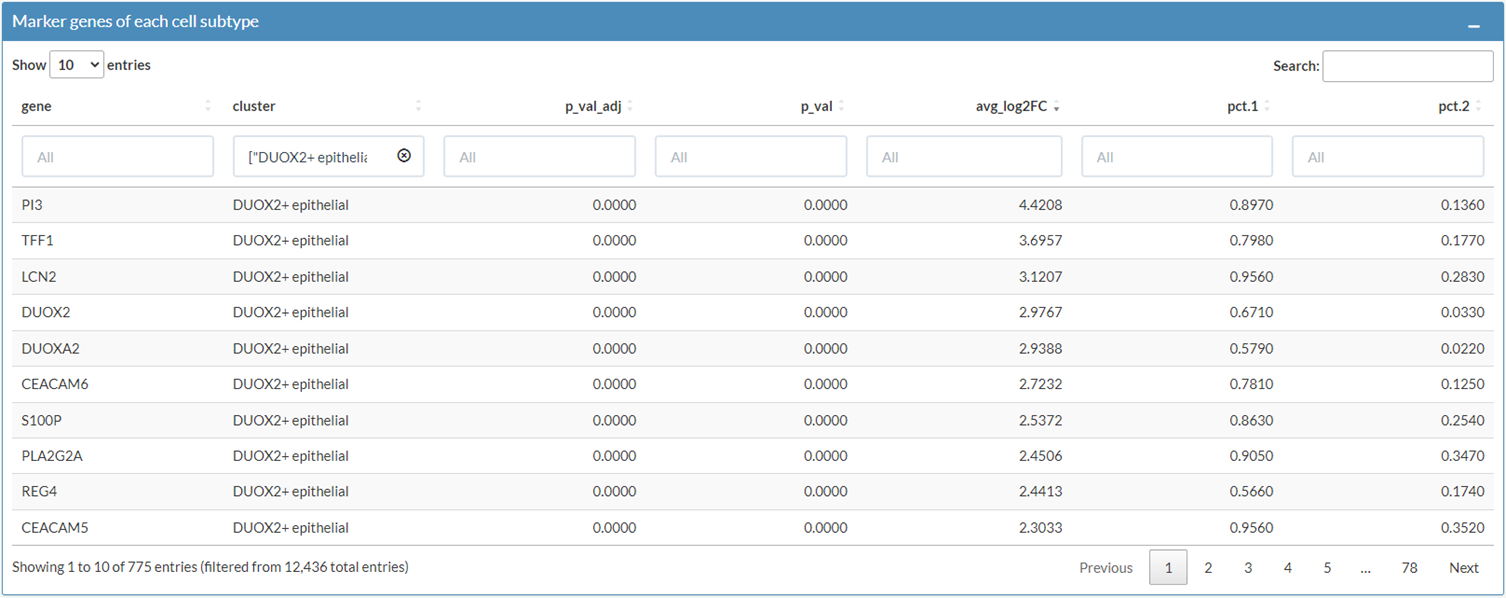 Marker genes of each cell subtype
Show 10 entries Search:
gene cluster p_val_adj p_val avg_log2FC pct.1 pct.2
All ["DUOX2+ epithelia All All All All All
PI3 DUOX2+ epithelial 0.0000 0.0000 4.4208 0.8970 0.1360
TFF1 DUOX2+ epithelial 0.0000 0.0000 3.6957 0.7980 0.1770
LCN2 DUOX2+ epithelial 0.0000 0.0000 3.1207 0.9560 0.2830
DUOX2 DUOX2+ epithelial 0.0000 0.0000 2.9767 0.6710 0.0330
DUOXA2 DUOX2+ epithelial 0.0000 0.0000 2.9388 0.5790 0.0220
CEACAM6 DUOX2+ epithelial 0.0000 0.0000 2.7232 0.7810 0.1250
S100P DUOX2+ epithelial 0.0000 0.0000 2.5372 0.8630 0.2540
PLA2G2A DUOX2+ epithelial 0.0000 0.0000 2.4506 0.9050 0.3470
REG4 DUOX2+ epithelial 0.0000 0.0000 2.4413 0.5660 0.1740
CEACAM5 DUOX2+ epithelial 0.0000 0.0000 2.3033 0.9560 0.3520
Showing 1 to 10 of 775 entries (filtered from 12,436 total entries) Previous 1 2 3 4 5 ... 78 Next